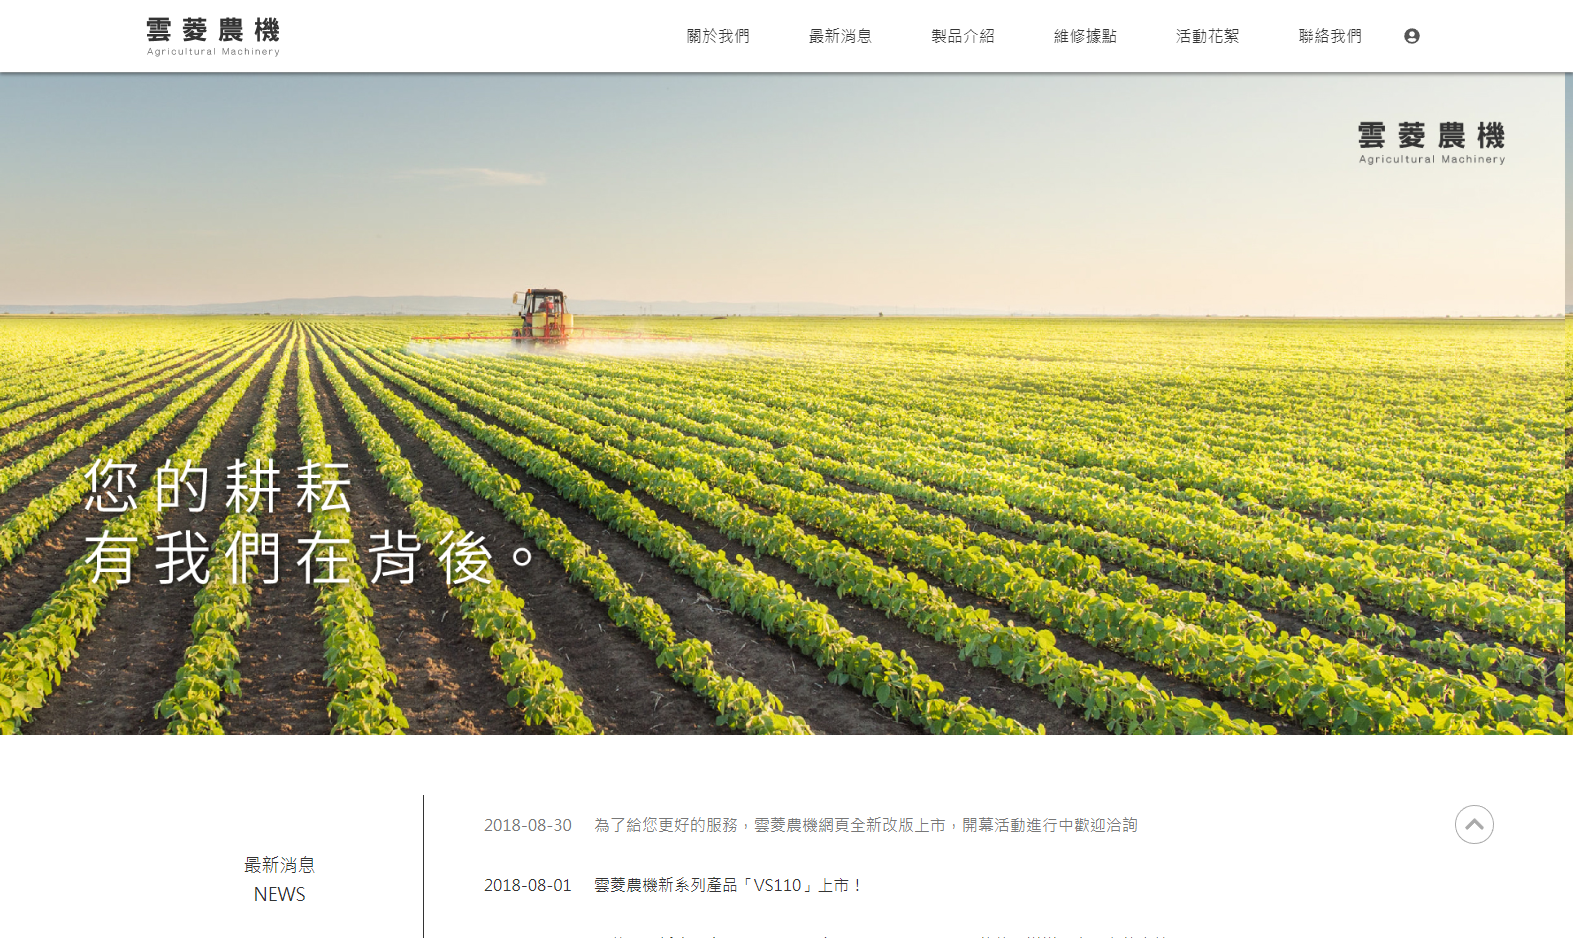 雲菱農機
Agricultural Machinery
關於我們
最新消息
製品介紹
維修據點
活動花絮
聯絡我們
雲菱農機
Agricultural Machinery
您的耕耘
有我們在背後。
最新消息
NEWS
2018-08-30 為了給您更好的服務，雲菱農機網頁全新改版上市，開幕活動進行中歡迎洽詢
2018-08-01 雲菱農機新系列產品「VS110」上市！